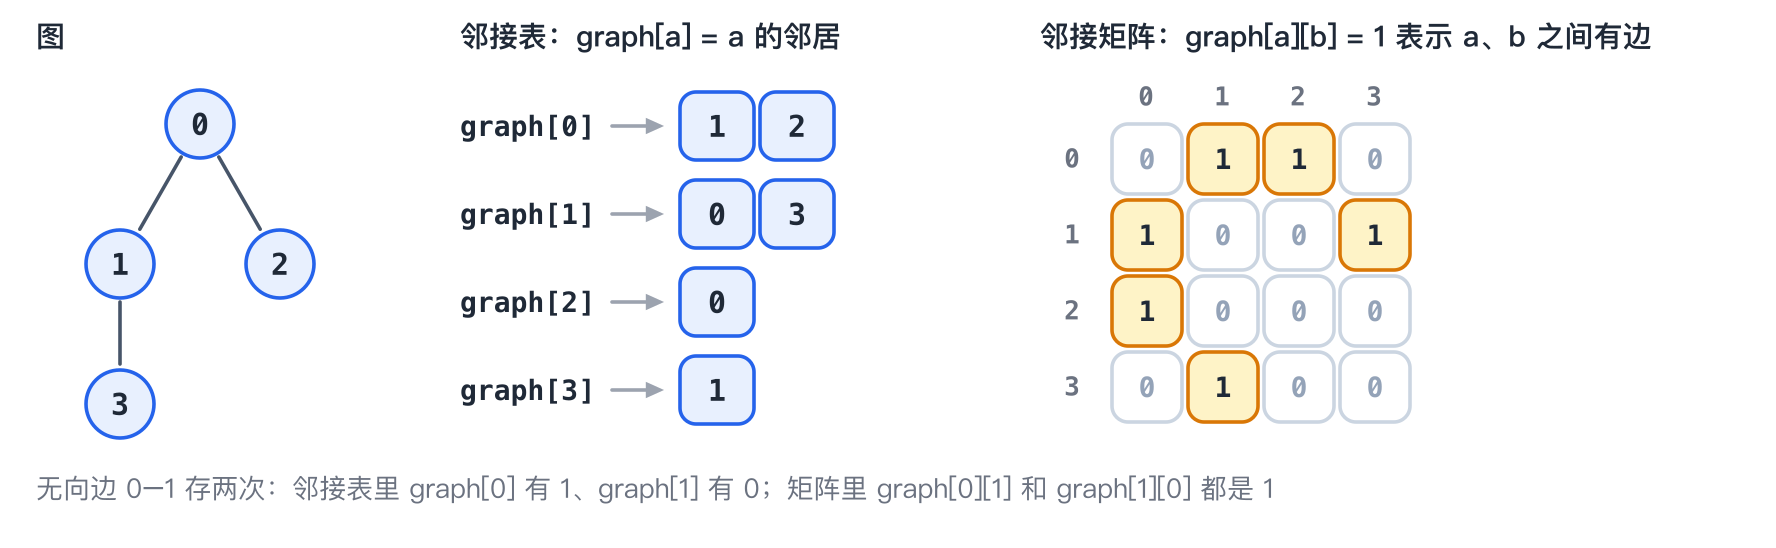 图
0
1
2
3
邻接表：graph[a] = a 的邻居
graph[0] 1 2
graph[1] 0 3
graph[2] 0
graph[3] 1
邻接矩阵：graph[a][b] = 1 表示 a、b 之间有边
0 1 2 3
0 0 1 1 0
1 1 0 0 1
2 1 0 0 0
3 0 1 0 0
无向边 0—1 存两次：邻接表里 graph[0] 有 1、graph[1] 有 0；矩阵里 graph[0][1] 和 graph[1][0] 都是 1